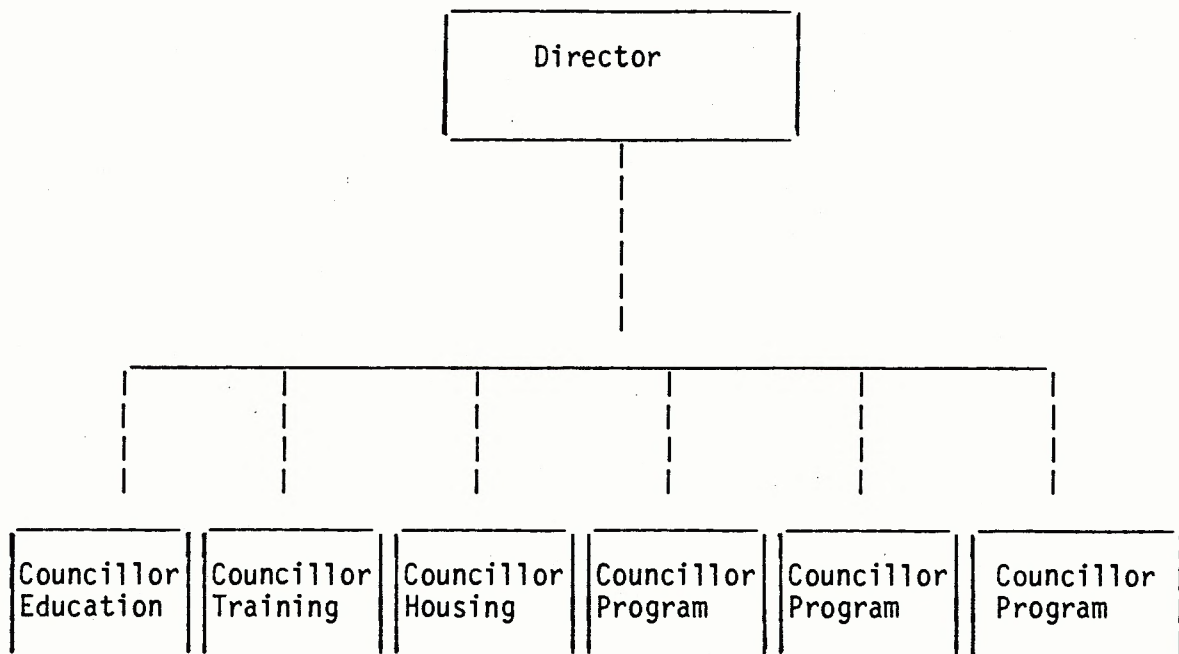 Director
Councillor Education
Councillor Training
Councillor Housing
Councillor Program
Councillor Program
Councillor Program